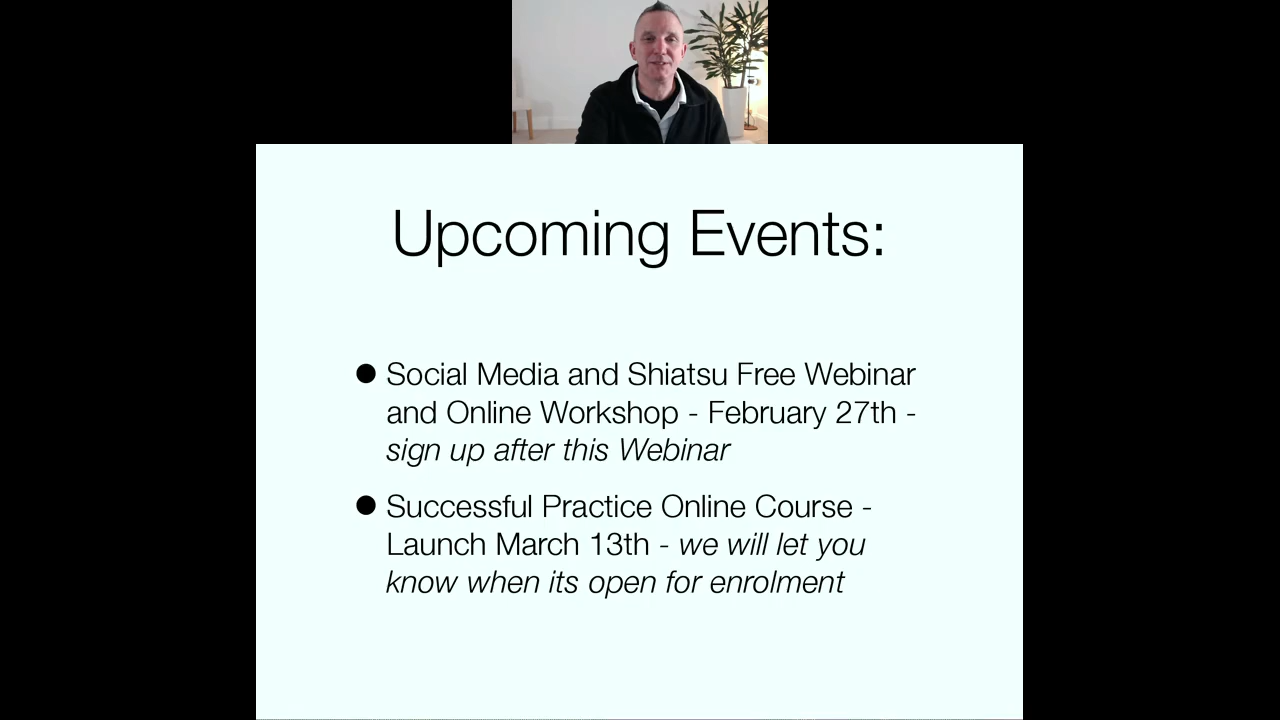 Upcoming Events:
● Social Media and Shiatsu Free Webinar
and Online Workshop - February 27th -
sign up after this Webinar
● Successful Practice Online Course -
Launch March 13th - we will let you
know when its open for enrolment